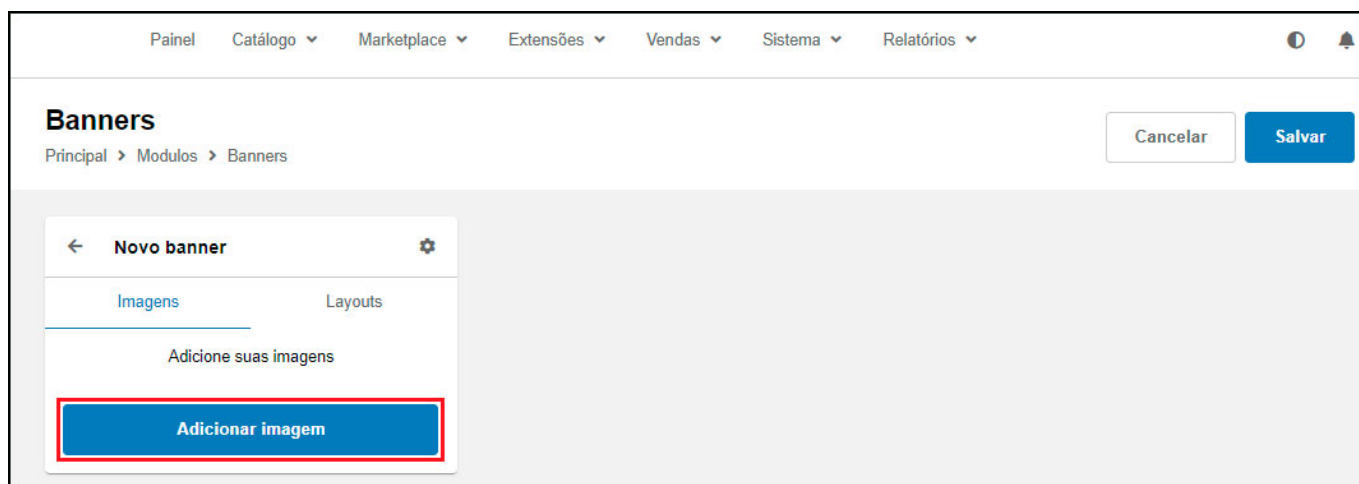 Painel Catálogo Marketplace Extensões Vendas Sistema Relatórios
Banners
Principal > Modulos > Banners
Cancelar Salvar
Novo banner
Imagens Layouts
Adicione suas imagens
Adicionar imagem